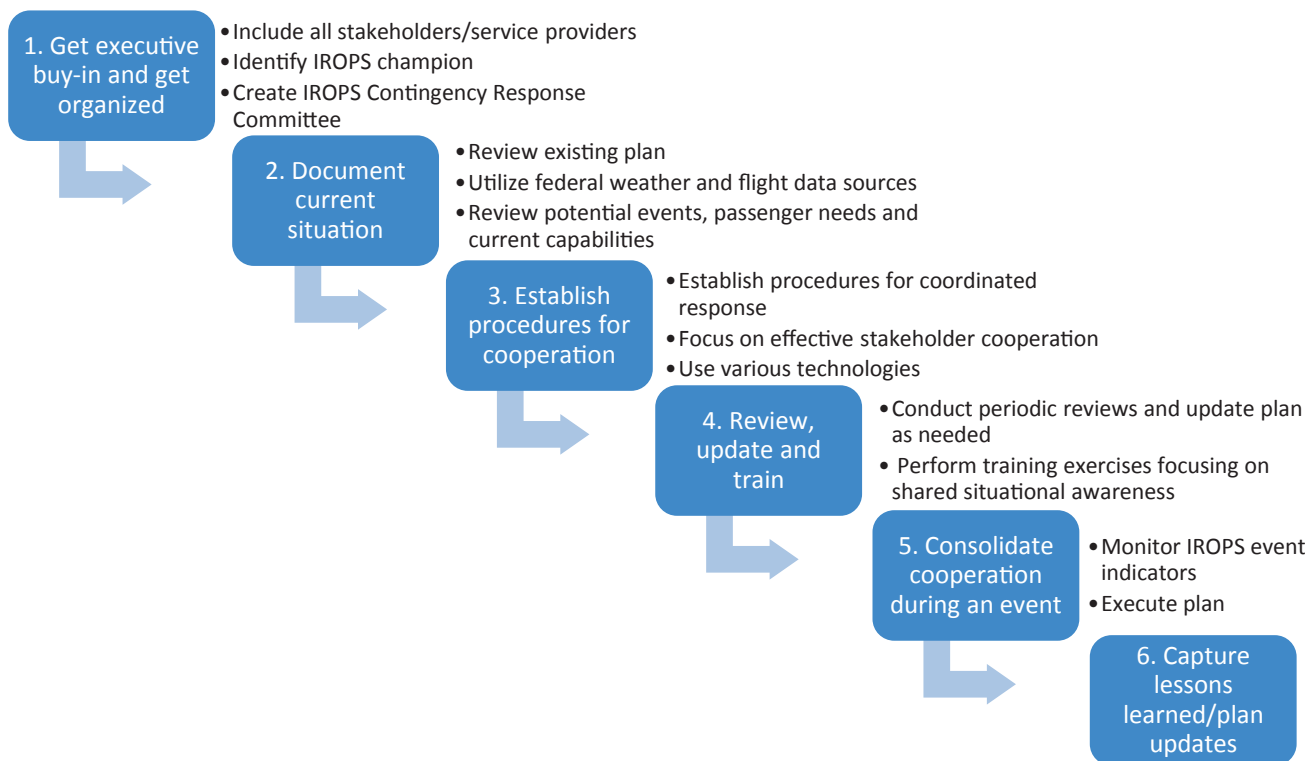 1. Get executive
buy-in and get
organized
•Include all stakeholders/service providers
•Identify IROPS champion
•Create IROPS Contingency Response
Committee
2. Document
current
situation
•Review existing plan
•Utilize federal weather and flight data sources
•Review potential events, passenger needs and
current capabilities
3. Establish
procedures for
cooperation
•Establish procedures for coordinated
response
•Focus on effective stakeholder cooperation
•Use various technologies
4. Review,
update and
train
•Conduct periodic reviews and update plan
as needed
• Perform training exercises focusing on
shared situational awareness
5. Consolidate
cooperation
during an event
•Monitor IROPS event
indicators
•Execute plan
6. Capture
lessons
learned/plan
updates